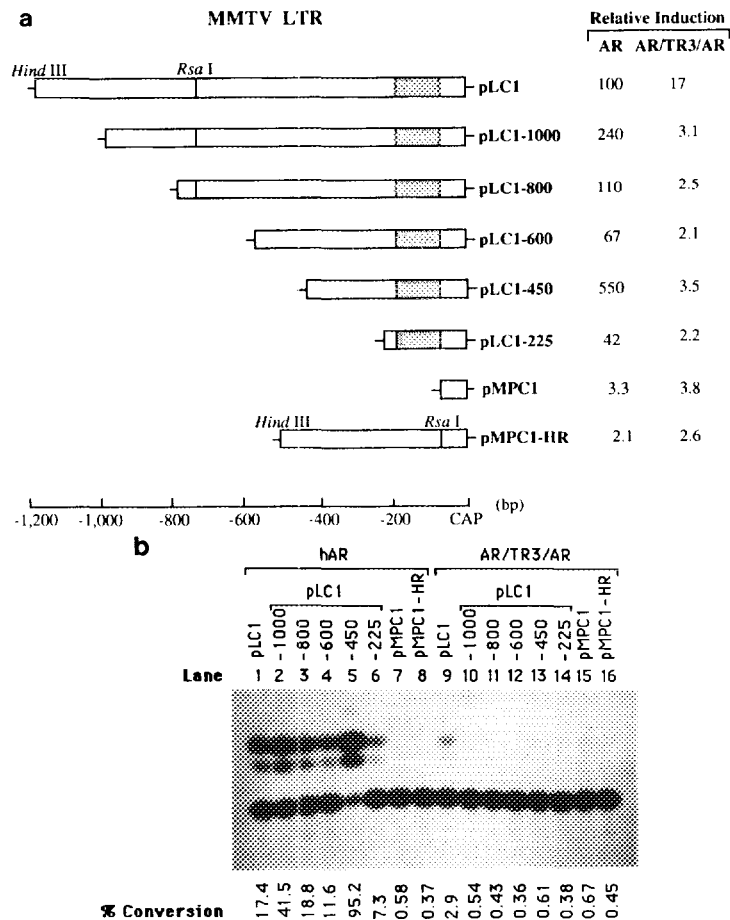 a
MMTV LTR
Relative Induction
AR AR/TR3/AR
Hind III Rsa I
pLC1 100 17
pLC1-1000 240 3.1
pLC1-800 110 2.5
pLC1-600 67 2.1
pLC1-450 550 3.5
pLC1-225 42 2.2
pMPC1 3.3 3.8
Hind III Rsa I
pMPC1-HR 2.1 2.6
-1,200 -1,000 -800 -600 -400 -200 CAP (bp)
b
hAR AR/TR3/AR
pLC1 pLC1
pLC1 -1000 -800 -600 -450 -225 pMPC1 pMPC1-HR pLC1 -1000 -800 -600 -450 -225 pMPC1 pMPC1-HR
Lane 1 2 3 4 5 6 7 8 9 10 11 12 13 14 15 16
% Conversion 17.4 41.5 18.8 11.6 95.2 7.3 0.58 0.37 2.9 0.54 0.43 0.36 0.61 0.38 0.67 0.45